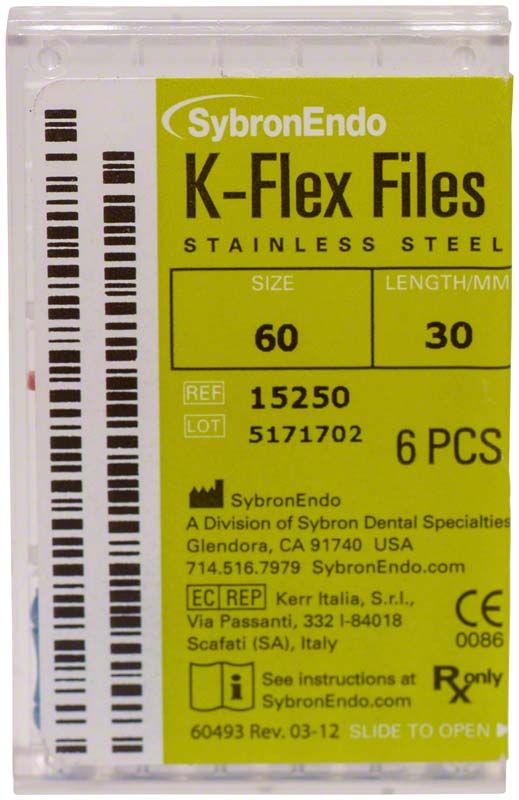 SybronEndo
K-Flex Files
STAINLESS STEEL
SIZE LENGTH/MM
60 30
REF 15250
LOT 5171702
6 PCS
SybronEndo
A Division of Sybron Dental Specialties
Glendora, CA 91740 USA
714.516.7979 SybronEndo.com
EC REP Kerr Italia, S.r.l.,
Via Passanti, 332 I-84018
Scafati (SA), Italy
CE
0086
See instructions at
SybronEndo.com
Rx only
60493 Rev. 03-12 SLIDE TO OPEN